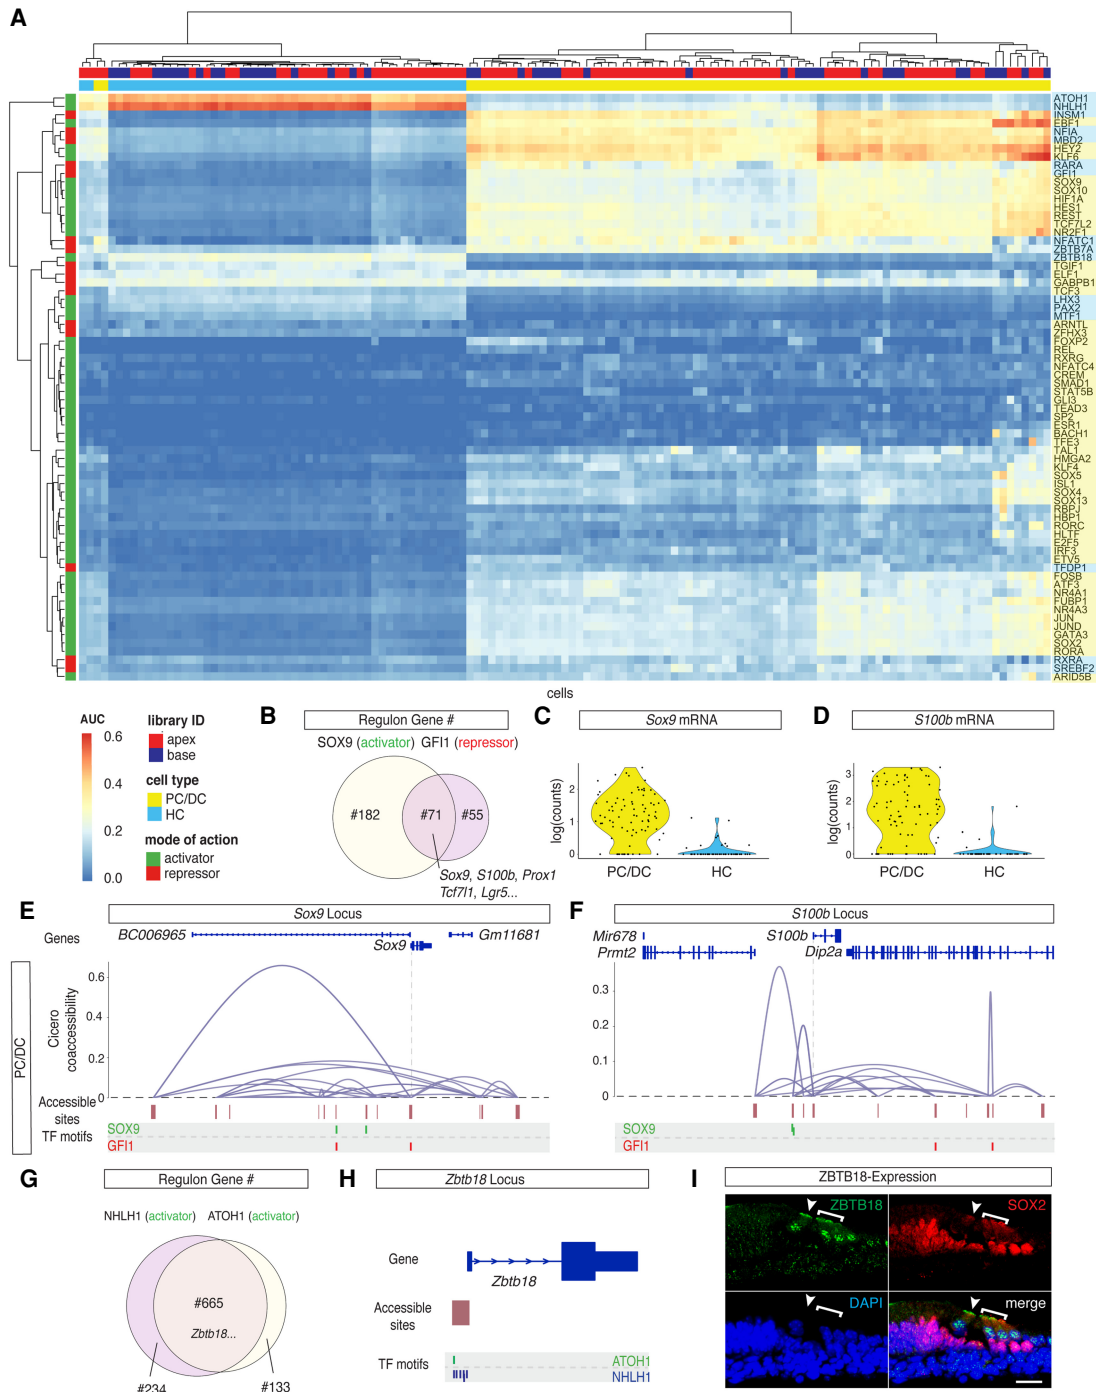 A
ATOH1
NHLH1
INSM1
EBF1
NFIA
MBD2
HEY2
KLF6
RARA
GFI1
SOX9
SOX10
HIF1A
HES1
REST
TCF7L2
NR2F1
NFATC1
ZBTB7A
ZBTB18
TGIF1
ELF1
GABPB1
TCF3
LHX3
PAX2
MTF1
ARNTL
ZFHX3
FOXP2
REL
RXRG
NFATC4
CREM
SMAD1
STAT5B
GLI3
TEAD3
SP2
ESR1
BACH1
TFE3
TAL1
HMGA2
KLF4
SOX5
ISL1
SOX4
SOX13
RBPJ
HBP1
RORC
HLTF
E2F5
IRF3
ETV5
TFDP1
FOSB
ATF3
NR4A1
FUBP1
NR4A3
JUN
JUND
GATA3
SOX2
RORA
RXRA
SREBF2
ARID5B
cells
AUC
0.6
0.4
0.2
0.0
library ID
apex
base
cell type
PC/DC
HC
mode of action
activator
repressor
B
Regulon Gene #
SOX9 (activator) GFI1 (repressor)
#182
#71
#55
Sox9, S100b, Prox1
Tcf7l1, Lgr5...
C
Sox9 mRNA
log(counts)
2
1
0
PC/DC
HC
D
S100b mRNA
log(counts)
3
2
1
0
PC/DC
HC
E
Sox9 Locus
Genes
BC006965
Sox9
Gm11681
PC/DC
Cicero
coaccessibility
0.6
0.4
0.2
0
Accessible
sites
TF motifs
SOX9
GFI1
F
S100b Locus
Mir678
Prmt2
S100b
Dip2a
0.3
0.2
0.1
0
SOX9
GFI1
G
Regulon Gene #
NHLH1 (activator) ATOH1 (activator)
#665
Zbtb18...
#234
#133
H
Zbtb18 Locus
Gene
Zbtb18
Accessible
sites
TF motifs
ATOH1
NHLH1
I
ZBTB18-Expression
ZBTB18
SOX2
DAPI
merge